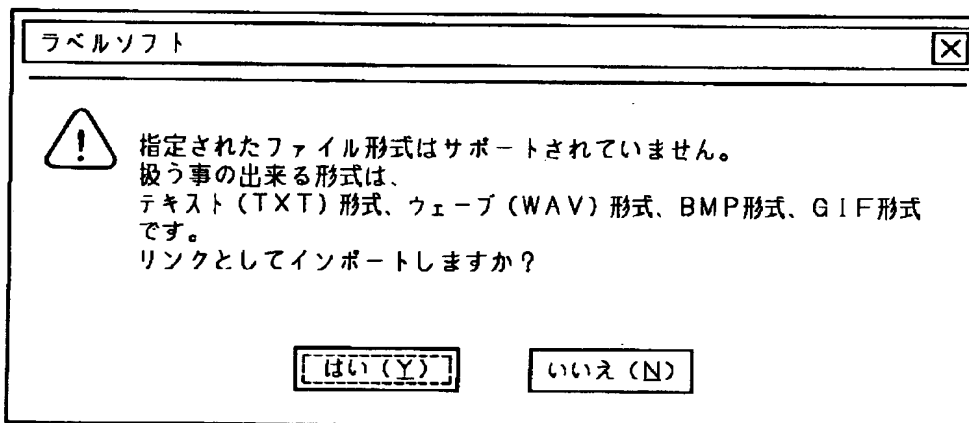 ラベルソフト
指定されたファイル形式はサポートされていません。
扱う事の出来る形式は、
テキスト（TXT）形式、ウェーブ（WAV）形式、BMP形式、GIF形式
です。
リンクとしてインポートしますか？
はい（Y） いいえ（N）